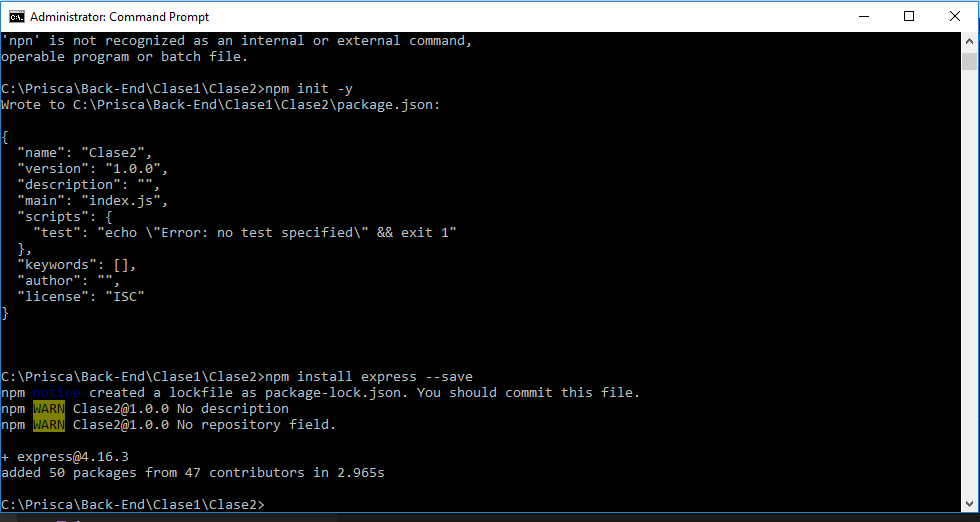 Administrator: Command Prompt
'npn' is not recognized as an internal or external command,
operable program or batch file.
C:\Prisca\Back-End\Clase1\Clase2>npm init -y
Wrote to C:\Prisca\Back-End\Clase1\Clase2\package.json:
{
  "name": "Clase2",
  "version": "1.0.0",
  "description": "",
  "main": "index.js",
  "scripts": {
    "test": "echo \"Error: no test specified\" && exit 1"
  },
  "keywords": [],
  "author": "",
  "license": "ISC"
}
C:\Prisca\Back-End\Clase1\Clase2>npm install express --save
npm notice created a lockfile as package-lock.json. You should commit this file.
npm WARN Clase2@1.0.0 No description
npm WARN Clase2@1.0.0 No repository field.
+ express@4.16.3
added 50 packages from 47 contributors in 2.965s
C:\Prisca\Back-End\Clase1\Clase2>